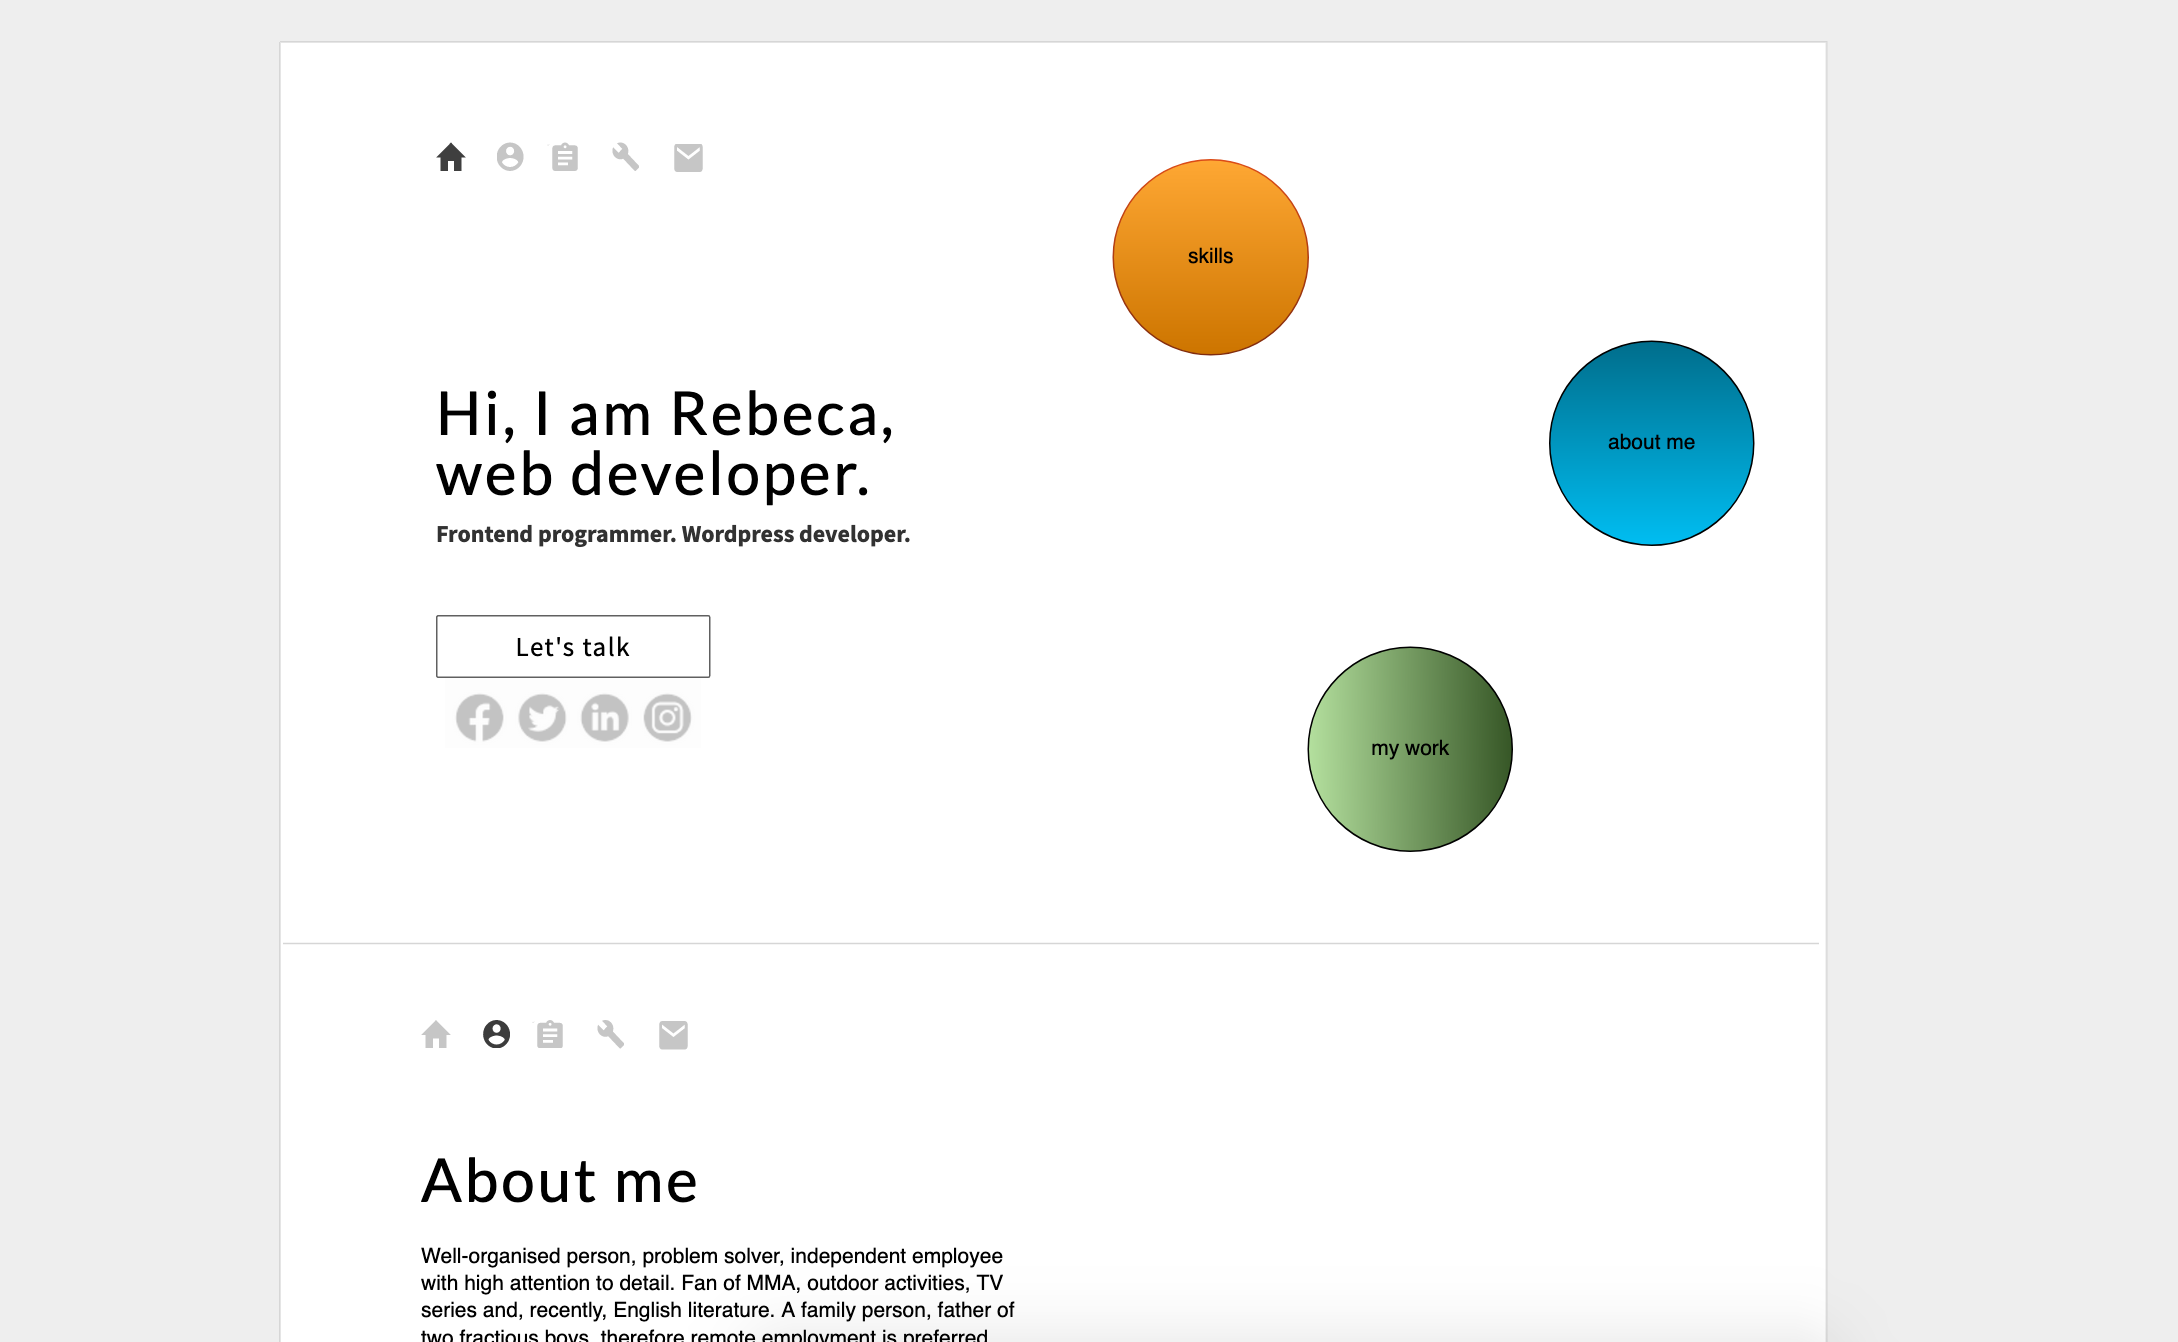 skills
about me
Hi, I am Rebeca,
web developer.
Frontend programmer. Wordpress developer.
Let's talk
my work
About me
Well-organised person, problem solver, independent employee
with high attention to detail. Fan of MMA, outdoor activities, TV
series and, recently, English literature. A family person, father of
two fractious boys, therefore remote employment is preferred.